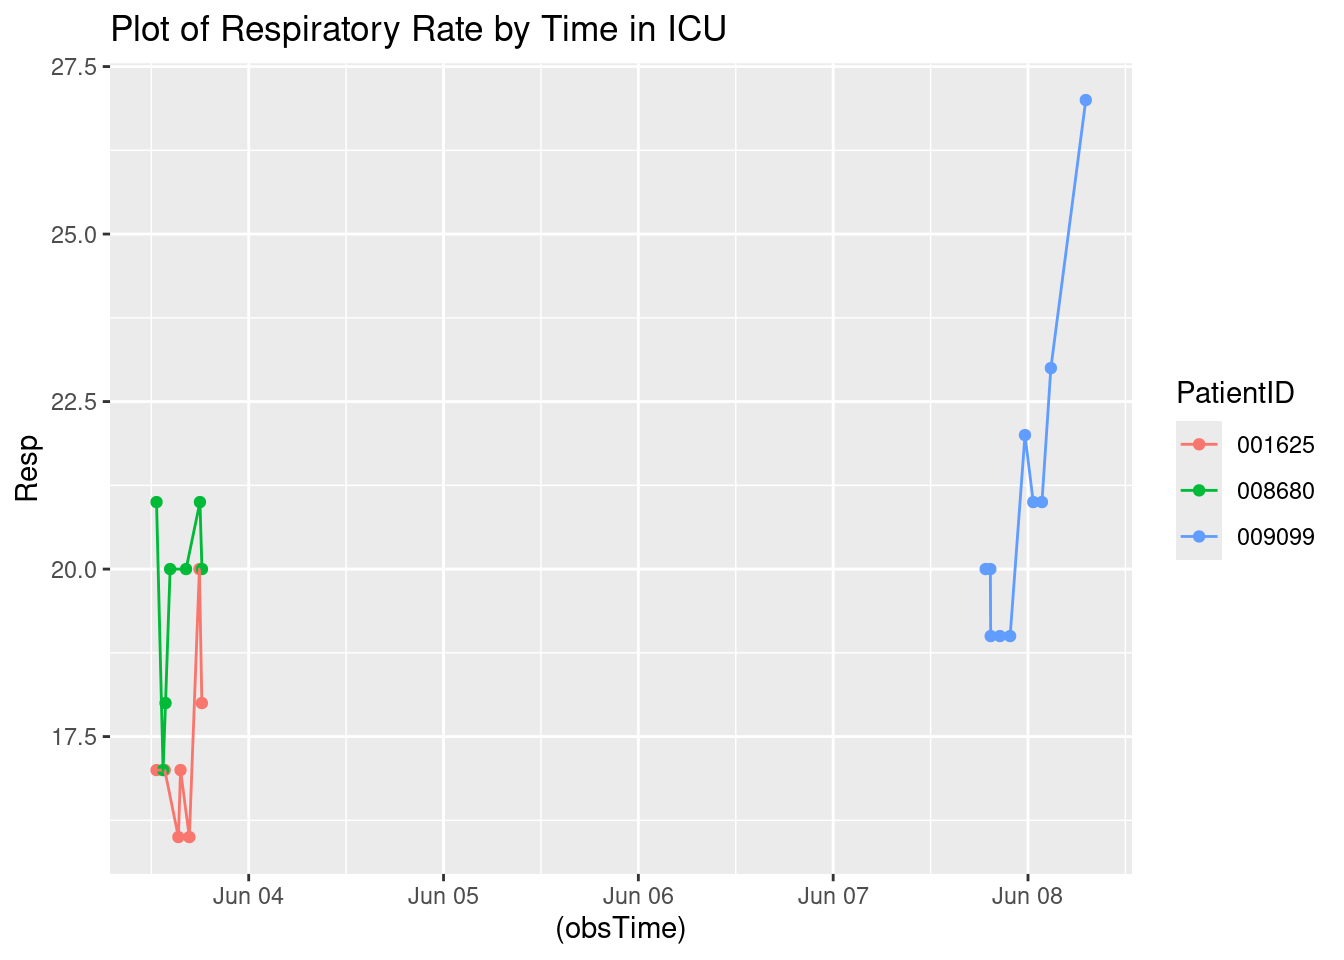 Plot of Respiratory Rate by Time in ICU
27.5
25.0
22.5
20.0
17.5
Resp
Jun 04 Jun 05 Jun 06 Jun 07 Jun 08
(obsTime)
PatientID
001625
008680
009099